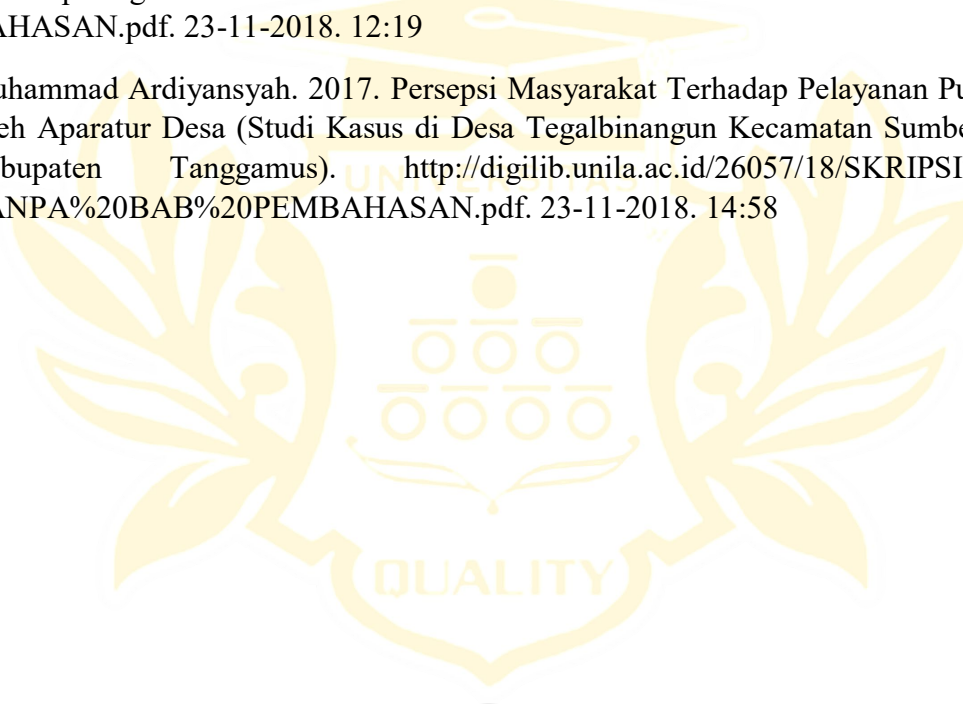 AHASAN.pdf. 23-11-2018. 12:19
uhammad Ardiyansyah. 2017. Persepsi Masyarakat Terhadap Pelayanan Pu
eh Aparatur Desa (Studi Kasus di Desa Tegalbinangun Kecamatan Sumbe
bupaten Tanggamus). http://digilib.unila.ac.id/26057/18/SKRIPSI
ANPA%20BAB%20PEMBAHASAN.pdf. 23-11-2018. 14:58
UNIVERSITAS
QUALITY